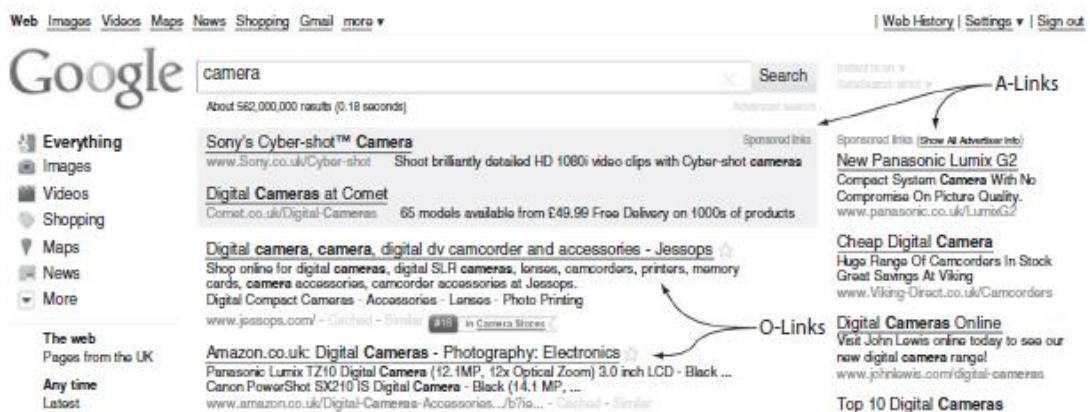 Web Images Videos Maps News Shopping Gmail more ▾
| Web History | Settings ▾ | Sign out
Google
camera
Search
About 562,000,000 results (0.18 seconds)
Advanced search
A-Links
Everything
Images
Videos
Shopping
Maps
News
More
The web
Pages from the UK
Any time
Latest
Sony's Cyber-shot™ Camera
Sponsored links
www.Sony.co.uk/Cyber-shot Shoot brilliantly detailed HD 1080i video clips with Cyber-shot cameras
Digital Cameras at Comet
Comet.co.uk/Digital-Cameras 65 models available from £49.99 Free Delivery on 1000s of products
Digital camera, camera, digital dv camcorder and accessories - Jessops
Shop online for digital cameras, digital SLR cameras, lenses, camcorders, printers, memory
cards, camera accessories, camcorder accessories at Jessops.
Digital Compact Cameras - Accessories - Lenses - Photo Printing
www.jessops.com/ - Cached - Similar #18 in Camera Stores
O-Links
Amazon.co.uk: Digital Cameras - Photography: Electronics
Panasonic Lumix TZ10 Digital Camera (12.1MP, 12x Optical Zoom) 3.0 inch LCD - Black ...
Canon PowerShot SX210 IS Digital Camera - Black (14.1 MP, ...
www.amazon.co.uk/Digital-Cameras-Accessories.../b?ie... - Cached - Similar
Sponsored links (Show All Advertiser Info)
New Panasonic Lumix G2
Compact System Camera With No
Compromise On Picture Quality.
www.panasonic.co.uk/LumixG2
Cheap Digital Camera
Huge Range Of Camcorders In Stock
Great Savings At Viking
www.Viking-Direct.co.uk/Camcorders
Digital Cameras Online
Visit John Lewis online today to see our
new digital camera range!
www.johnlewis.com/digital-cameras
Top 10 Digital Cameras